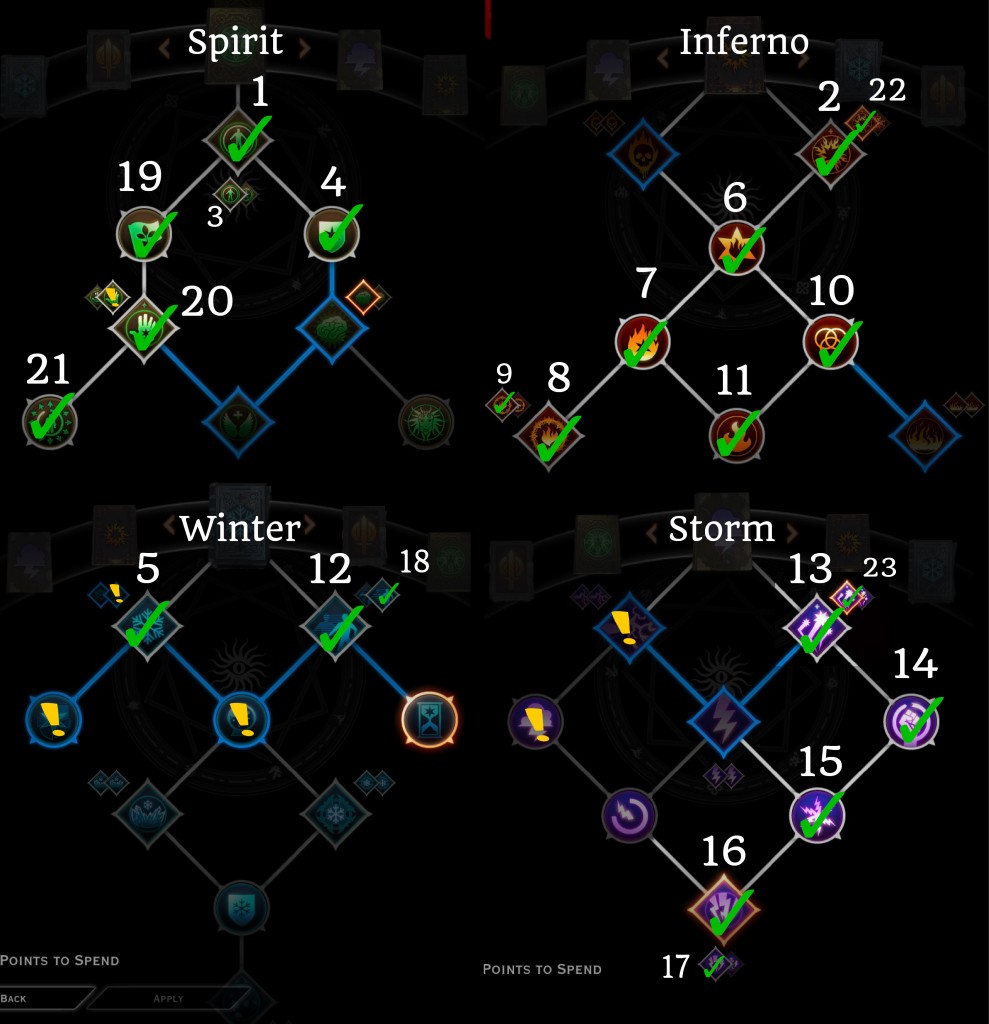 Spirit
1
19
4
3
20
21
Inferno
2
22
6
7
10
9
8
11
Winter
5
12
18
POINTS TO SPEND
BACK
APPLY
Storm
13
23
14
15
16
17
POINTS TO SPEND